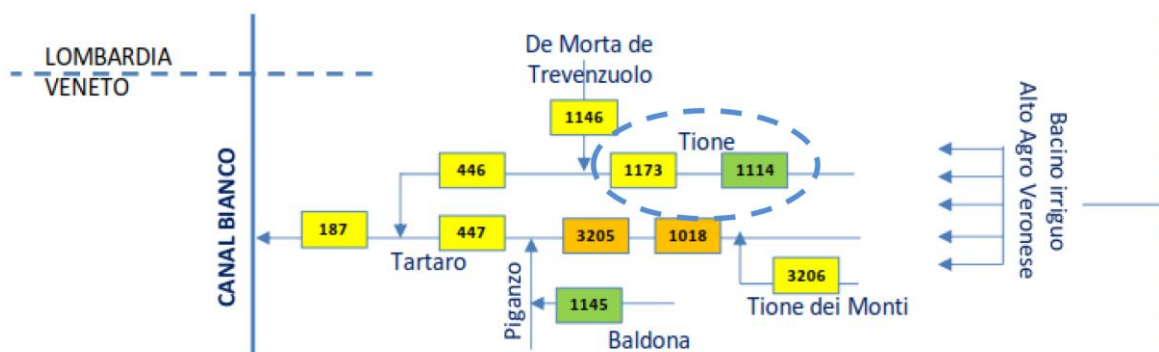 LOMBARDIA
VENETO
De Morta de
Trevenzuolo
1146
Tione
446
1173
1114
187
447
3205
1018
Tartaro
3206
Tione dei Monti
1145
Baldona
Piganzo
CANAL BIANCO
Bacino irriguo
Alto Agro Veronese